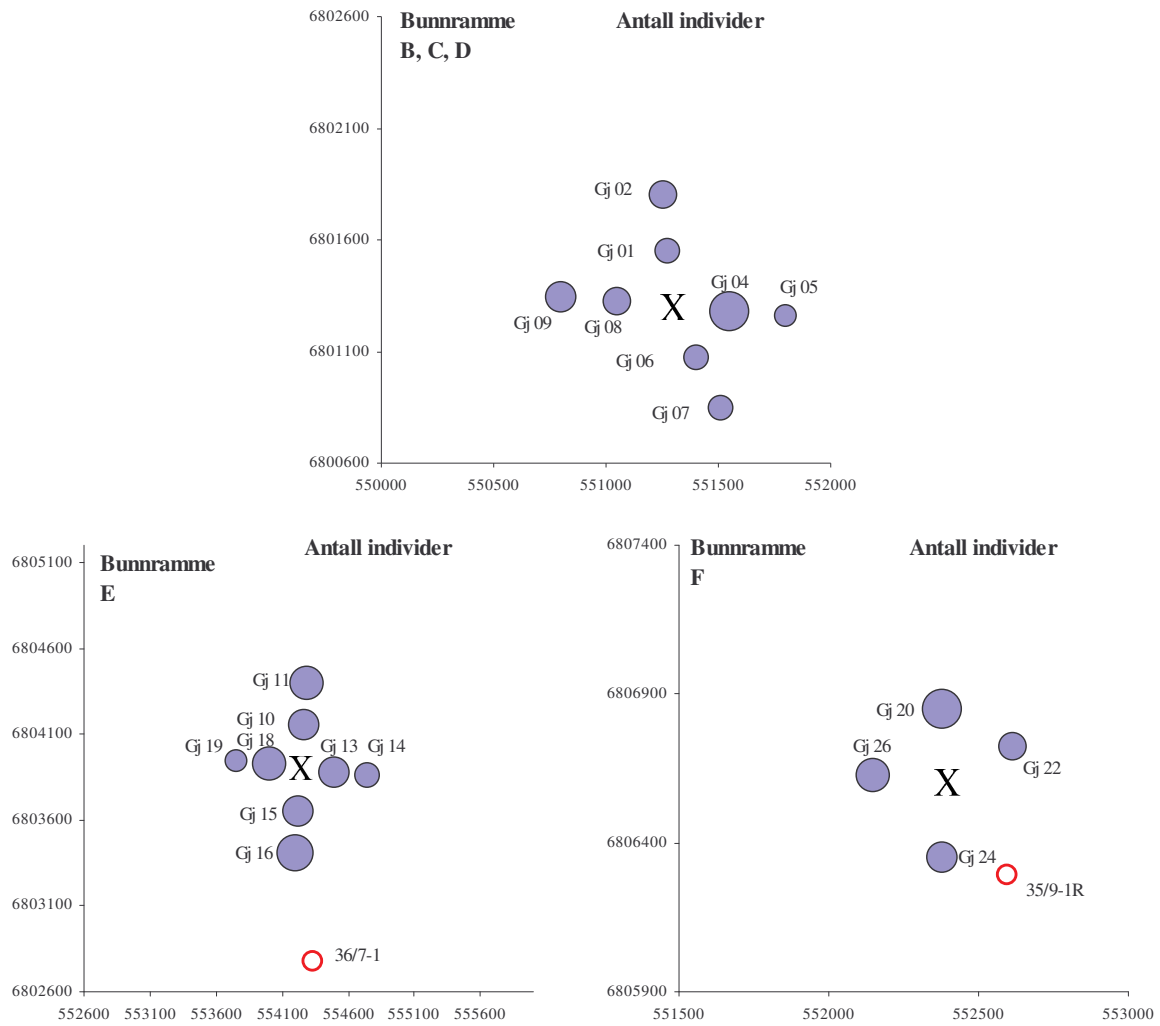 6802600
Bunnramme
Antall individer
B, C, D
6802100
Gj 02
6801600
Gj 01
Gj 04
Gj 05
X
Gj 09
Gj 08
6801100
Gj 06
Gj 07
6800600
550000 550500 551000 551500 552000
Antall individer
6805100
Bunnramme
E
6804600
Gj 11
Gj 10
6804100
Gj 19
Gj 18
Gj 13
Gj 14
X
Gj 15
6803600
Gj 16
6803100
36/7-1
6802600
552600 553100 553600 554100 554600 555100 555600
6807400
Bunnramme
Antall individer
F
6806900
Gj 20
Gj 26
Gj 22
X
6806400
Gj 24
35/9-1R
6805900
551500 552000 552500 553000